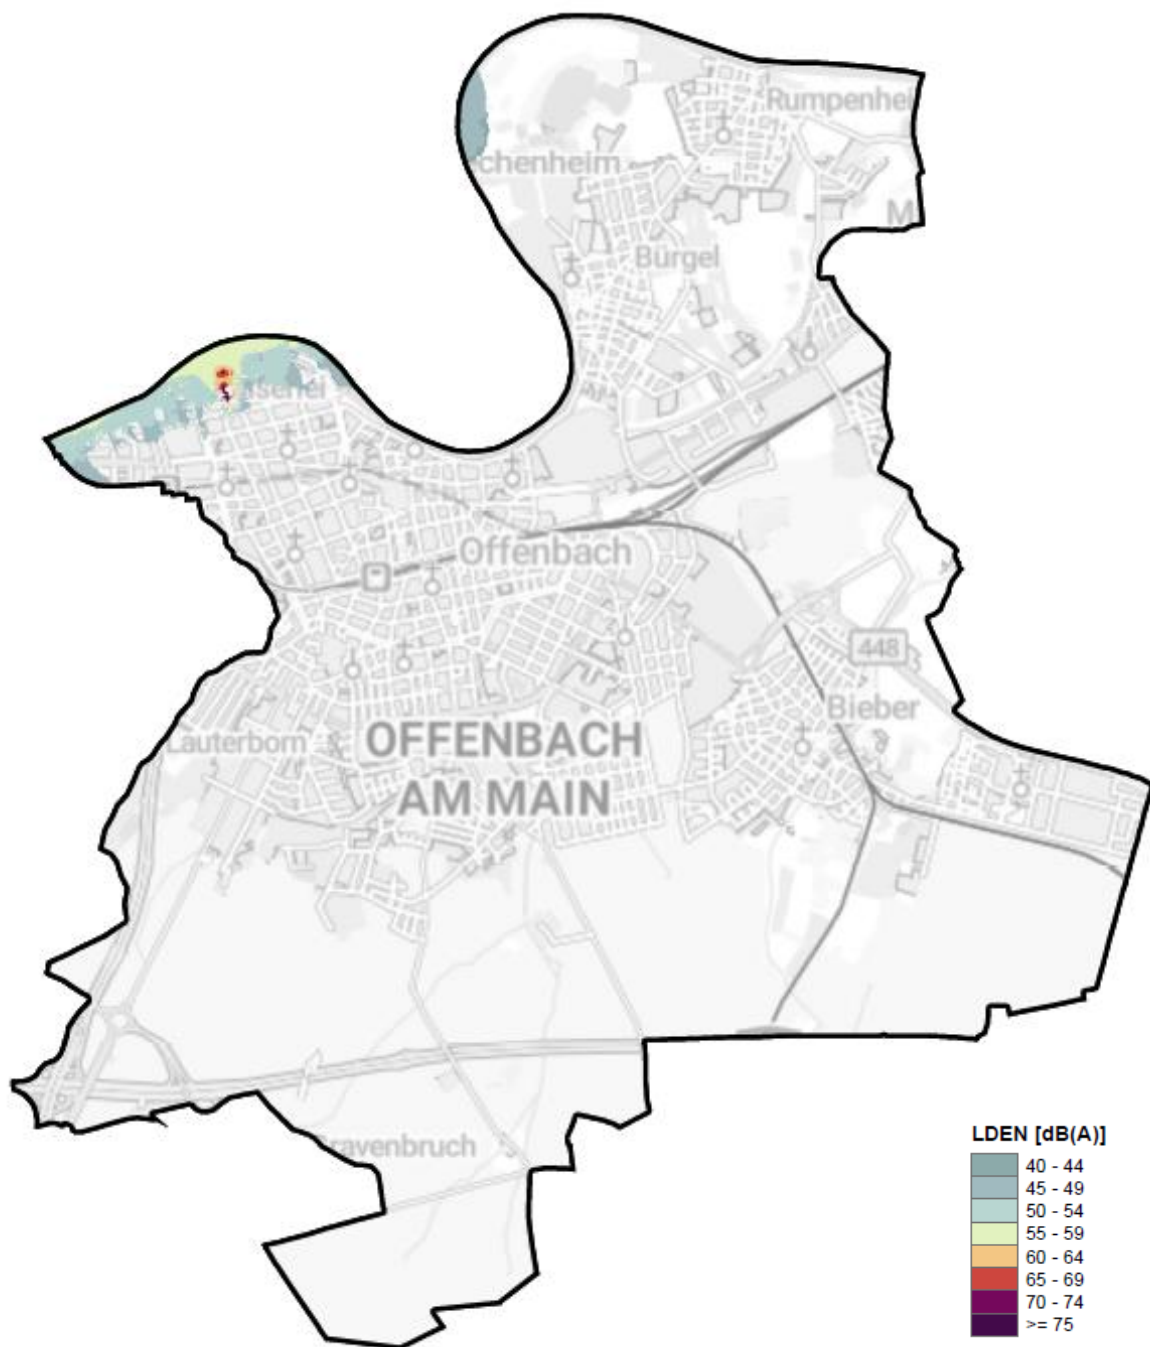 Rumpenhei
chenheim
M
Bürgel
Offenbach
448
Bieber
Lauterborn
OFFENBACH
AM MAIN
ravenbruch
LDEN [dB(A)]
40 - 44
45 - 49
50 - 54
55 - 59
60 - 64
65 - 69
70 - 74
>= 75